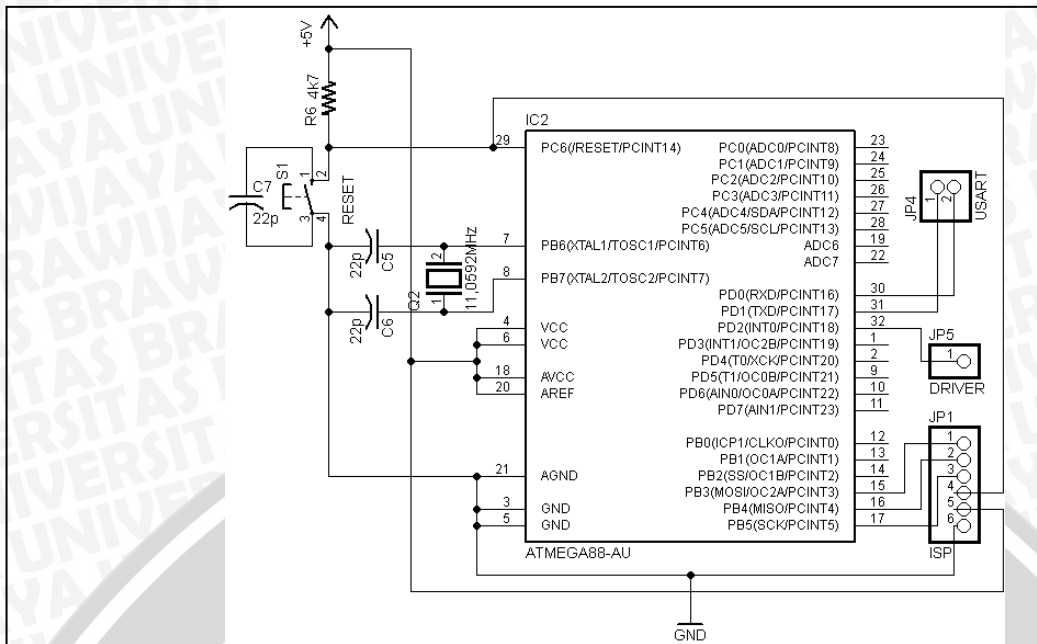 +5V
R6 4k7
C7
22p
S1
1
2
3
4
RESET
22p
C5
22p
C6
Q2
2
1
11,0592MHz
IC2
29 PC6(/RESET/PCINT14)
7 PB6(XTAL1/TOSC1/PCINT6)
8 PB7(XTAL2/TOSC2/PCINT7)
4 VCC
6 VCC
18 AVCC
20 AREF
21 AGND
3 GND
5 GND
PC0(ADC0/PCINT8) 23
PC1(ADC1/PCINT9) 24
PC2(ADC2/PCINT10) 25
PC3(ADC3/PCINT11) 26
PC4(ADC4/SDA/PCINT12) 27
PC5(ADC5/SCL/PCINT13) 28
ADC6 19
ADC7 22
PD0(RXD/PCINT16) 30
PD1(TXD/PCINT17) 31
PD2(INT0/PCINT18) 32
PD3(INT1/OC2B/PCINT19) 1
PD4(T0/XCK/PCINT20) 2
PD5(T1/OC0B/PCINT21) 9
PD6(AIN0/OC0A/PCINT22) 10
PD7(AIN1/PCINT23) 11
PB0(ICP1/CLKO/PCINT0) 12
PB1(OC1A/PCINT1) 13
PB2(SS/OC1B/PCINT2) 14
PB3(MOSI/OC2A/PCINT3) 15
PB4(MISO/PCINT4) 16
PB5(SCK/PCINT5) 17
ATMEGA88-AU
JP4
1
2
USART
JP5
1
DRIVER
JP1
1
2
3
4
5
6
ISP
GND